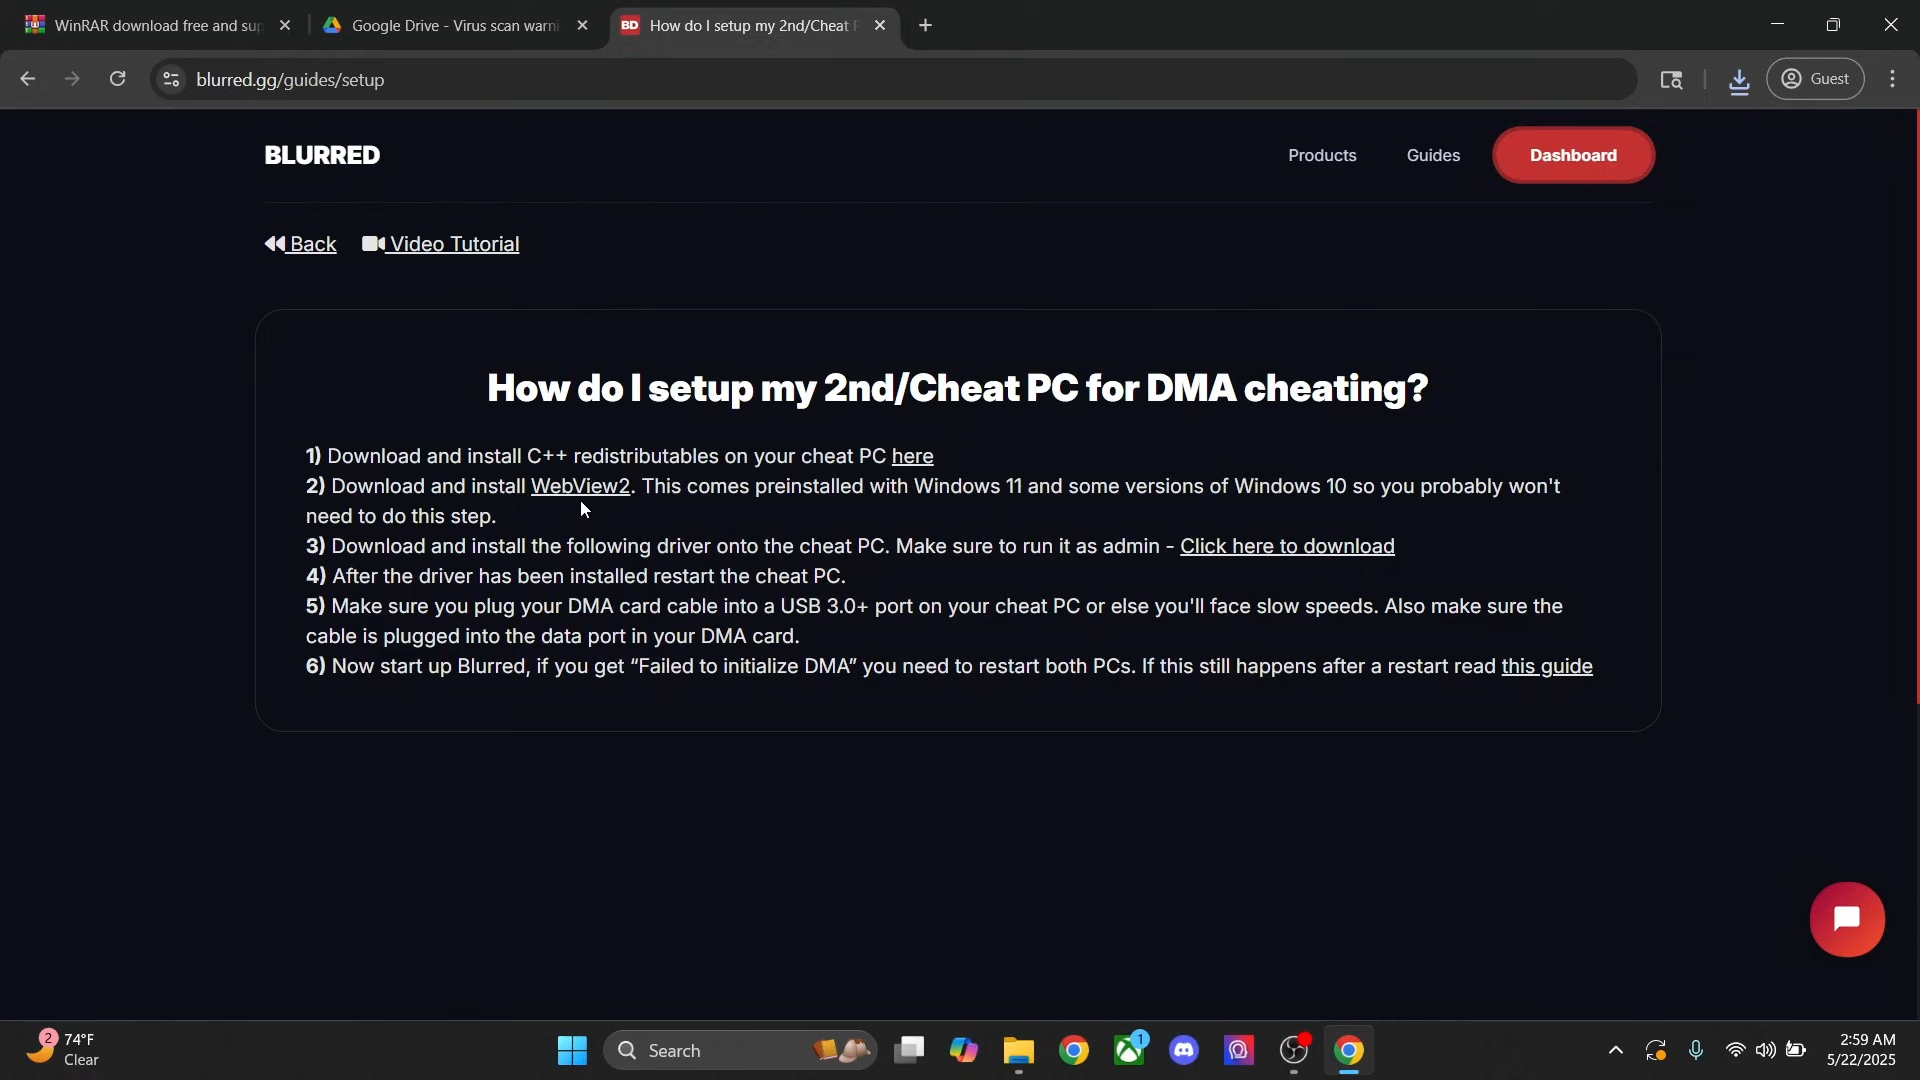 WinRAR download free and sup
Google Drive - Virus scan warni
BD
How do I setup my 2nd/Cheat P
blurred.gg/guides/setup
Guest
BLURRED
Products
Guides
Dashboard
Back
Video Tutorial
How do I setup my 2nd/Cheat PC for DMA cheating?
1) Download and install C++ redistributables on your cheat PC here
2) Download and install WebView2. This comes preinstalled with Windows 11 and some versions of Windows 10 so you probably won't
need to do this step.
3) Download and install the following driver onto the cheat PC. Make sure to run it as admin - Click here to download
4) After the driver has been installed restart the cheat PC.
5) Make sure you plug your DMA card cable into a USB 3.0+ port on your cheat PC or else you'll face slow speeds. Also make sure the
cable is plugged into the data port in your DMA card.
6) Now start up Blurred, if you get “Failed to initialize DMA” you need to restart both PCs. If this still happens after a restart read this guide
2
74°F
Clear
Search
1
2:59 AM
5/22/2025